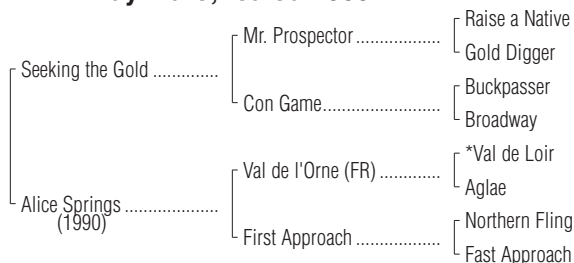 Raise a Native
Mr. Prospector ..................
Gold Digger
Seeking the Gold ..............
Buckpasser
Con Game.........................
Broadway
*Val de Loir
Val de l'Orne (FR) .............
Aglae
Alice Springs ....................
(1990)
Northern Fling
First Approach ..................
Fast Approach